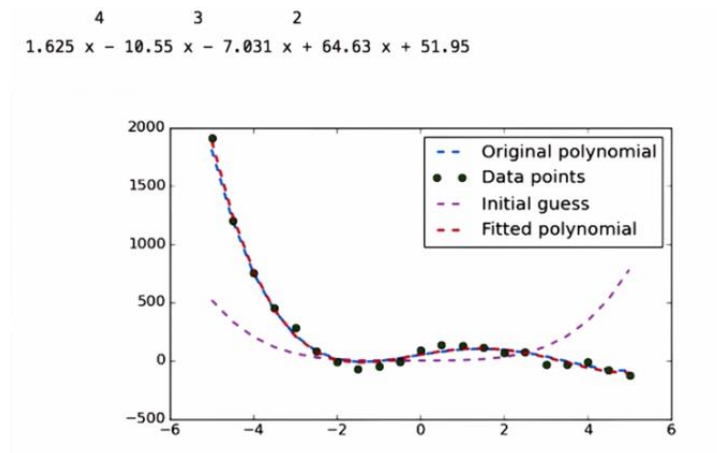 4 3 2
1.625 x − 10.55 x − 7.031 x + 64.63 x + 51.95
2000
1500
1000
500
0
−500
−6 −4 −2 0 2 4 6
Original polynomial
Data points
Initial guess
Fitted polynomial